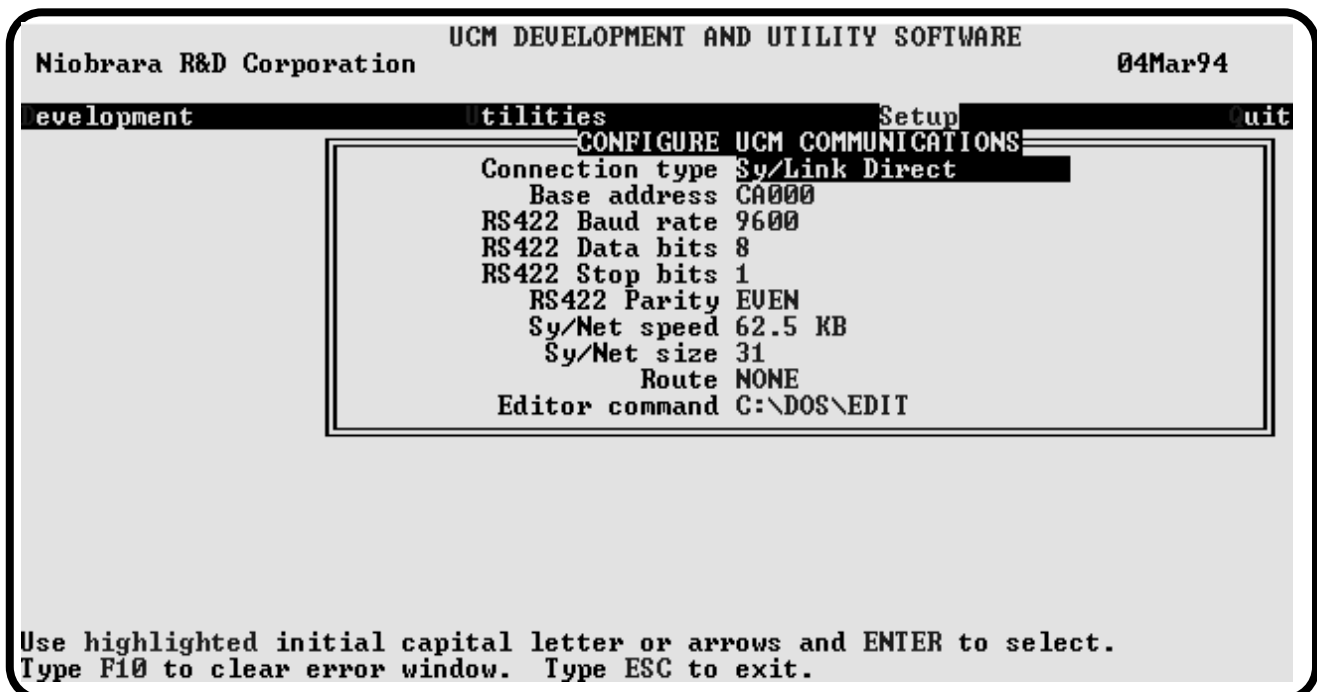 UCM DEVELOPMENT AND UTILITY SOFTWARE
Niobrara R&D Corporation 04Mar94
Development Utilities Setup Quit
CONFIGURE UCM COMMUNICATIONS
Connection type Sy/Link Direct
Base address CA000
RS422 Baud rate 9600
RS422 Data bits 8
RS422 Stop bits 1
RS422 Parity EVEN
Sy/Net speed 62.5 KB
Sy/Net size 31
Route NONE
Editor command C:\DOS\EDIT
Use highlighted initial capital letter or arrows and ENTER to select.
Type F10 to clear error window. Type ESC to exit.